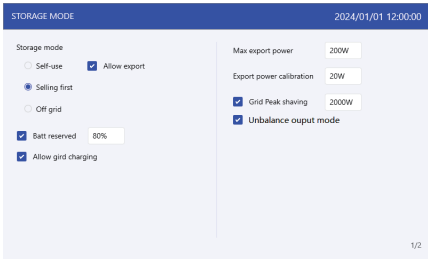 STORAGE MODE 2024/01/01 12:00:00
Storage mode
Self-use Allow export
Selling first
Off grid
Batt reserved 80%
Allow gird charging
Max export power 200W
Export power calibration 20W
Grid Peak shaving 2000W
Unbalance ouput mode
1/2